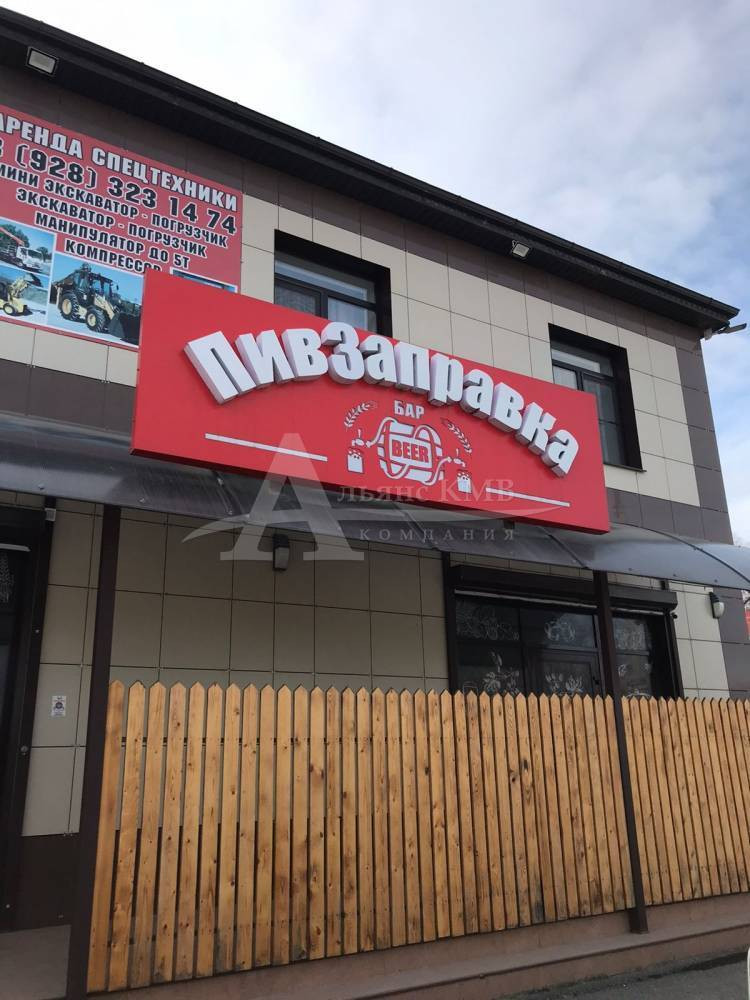 АРЕНДА СПЕЦТЕХНИКИ
8 (928) 323 14 74
МИНИ ЭКСКАВАТОР - ПОГРУЗЧИК
ЭКСКАВАТОР - ПОГРУЗЧИК
МАНИПУЛЯТОР ДО 5Т
КОМПРЕССОР
ПивЗаправка
БАР
BEER
Альянс КМВ
КОМПАНИЯ